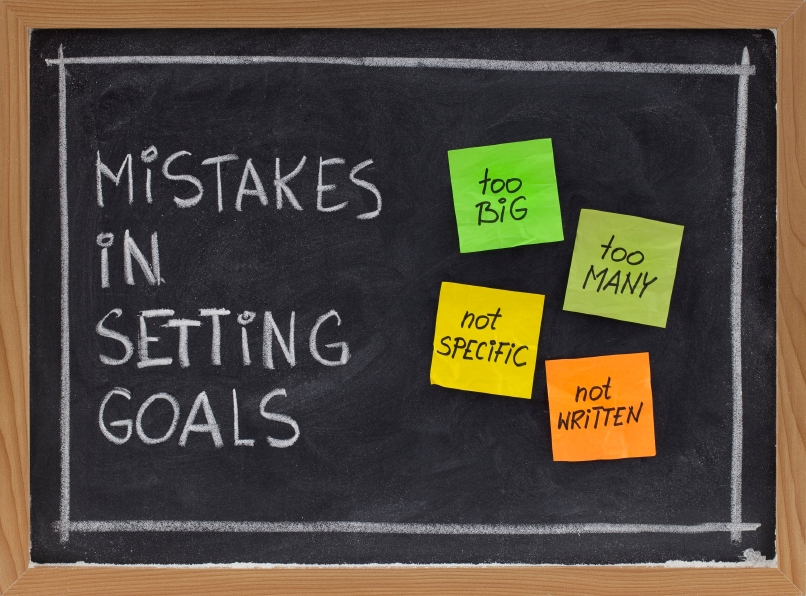 MiSTAKES
iN
SETTiNG
GOALS
too
BiG
too
MANY
not
SPECiFiC
not
WRiTTEN